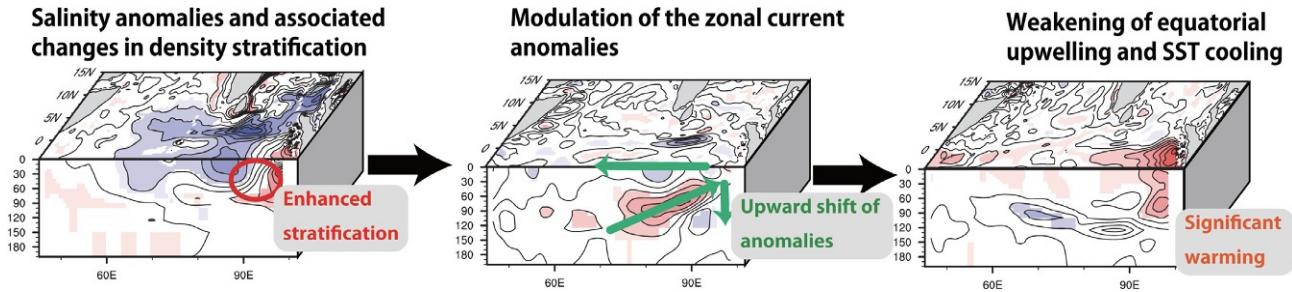 Salinity anomalies and associated
changes in density stratification
15N
10N
5N
0
30
60
90
120
150
180
60E
90E
Enhanced
stratification
Modulation of the zonal current
anomalies
15N
10N
5N
0
30
60
90
120
150
180
60E
90E
Upward shift of
anomalies
Weakening of equatorial
upwelling and SST cooling
15N
10N
5N
0
30
60
90
120
150
180
60E
90E
Significant
warming